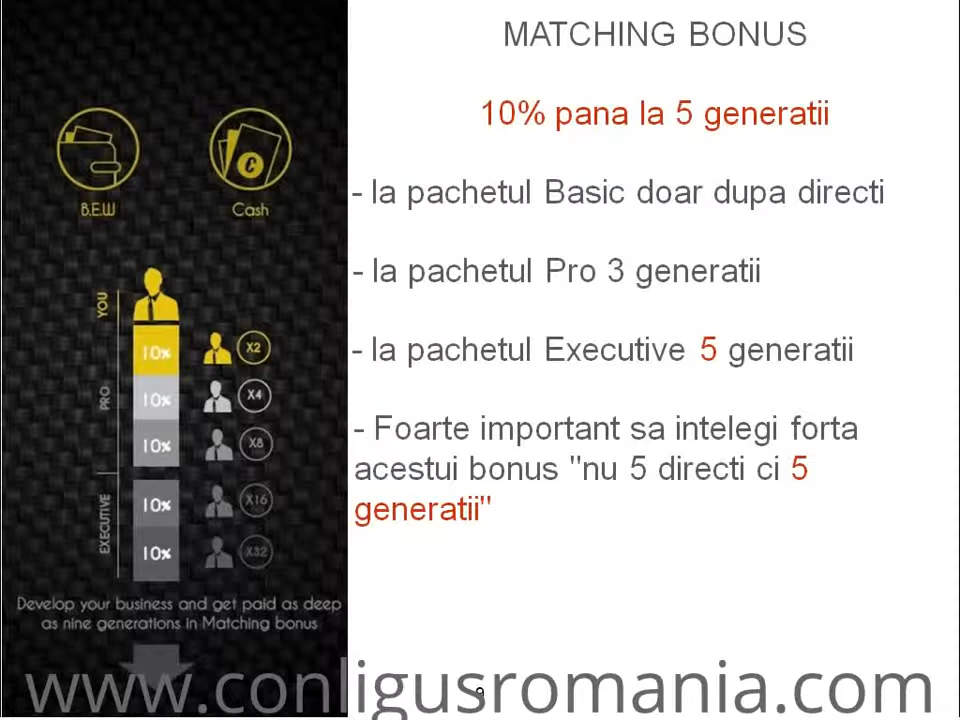 MATCHING BONUS
10% pana la 5 generatii
- la pachetul Basic doar dupa directi
- la pachetul Pro 3 generatii
- la pachetul Executive 5 generatii
- Foarte important sa intelegi forta
acestui bonus "nu 5 directi ci 5
generatii"
B.E.W
Cash
YOU
10%
X2
PRO
10%
X4
10%
X8
EXECUTIVE
10%
X16
10%
X32
Develop your business and get paid as deep
as nine generations in Matching bonus
9
www.conligusromania.com